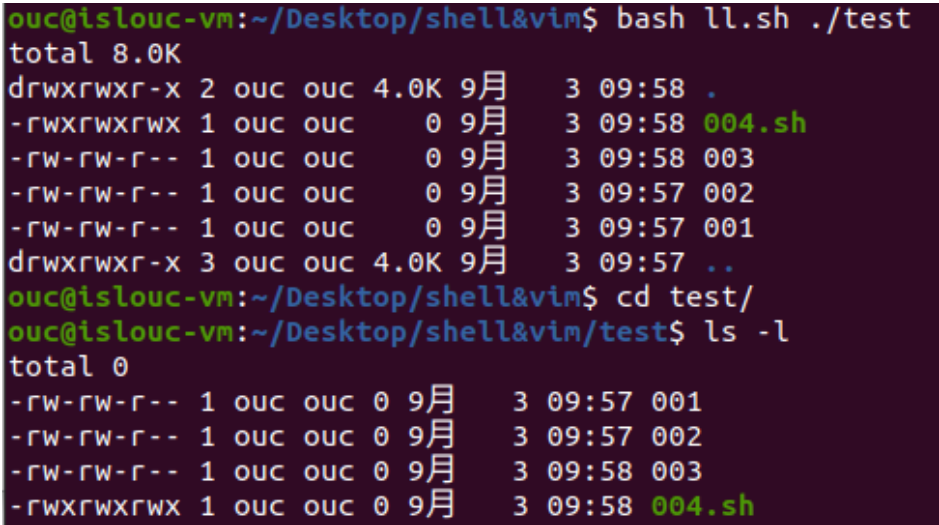 ouc@islouc-vm:~/Desktop/shell&vim$ bash ll.sh ./test
total 8.0K
drwxrwxr-x 2 ouc ouc 4.0K 9月   3 09:58 .
-rwxrwxrwx 1 ouc ouc    0 9月   3 09:58 004.sh
-rw-rw-r-- 1 ouc ouc    0 9月   3 09:58 003
-rw-rw-r-- 1 ouc ouc    0 9月   3 09:57 002
-rw-rw-r-- 1 ouc ouc    0 9月   3 09:57 001
drwxrwxr-x 3 ouc ouc 4.0K 9月   3 09:57 ..
ouc@islouc-vm:~/Desktop/shell&vim$ cd test/
ouc@islouc-vm:~/Desktop/shell&vim/test$ ls -l
total 0
-rw-rw-r-- 1 ouc ouc 0 9月   3 09:57 001
-rw-rw-r-- 1 ouc ouc 0 9月   3 09:57 002
-rw-rw-r-- 1 ouc ouc 0 9月   3 09:58 003
-rwxrwxrwx 1 ouc ouc 0 9月   3 09:58 004.sh